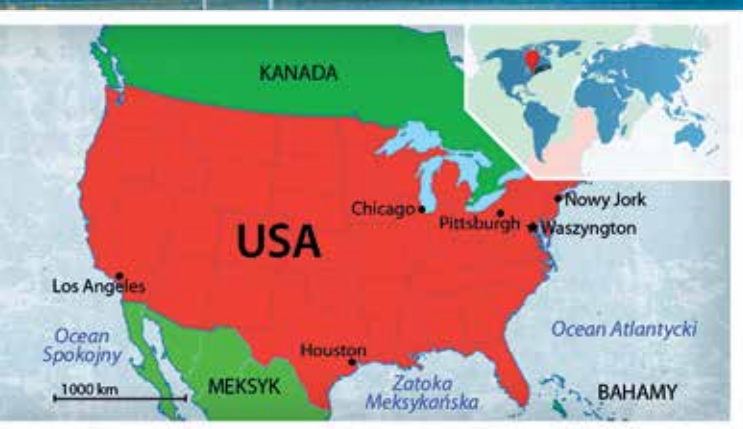 KANADA
Chicago
Pittsburgh
Nowy Jork
Waszyngton
USA
Los Angeles
Ocean
Spokojny
Ocean Atlantycki
Houston
1000 km
MEKSYK
Zatoka
Meksykańska
BAHAMY